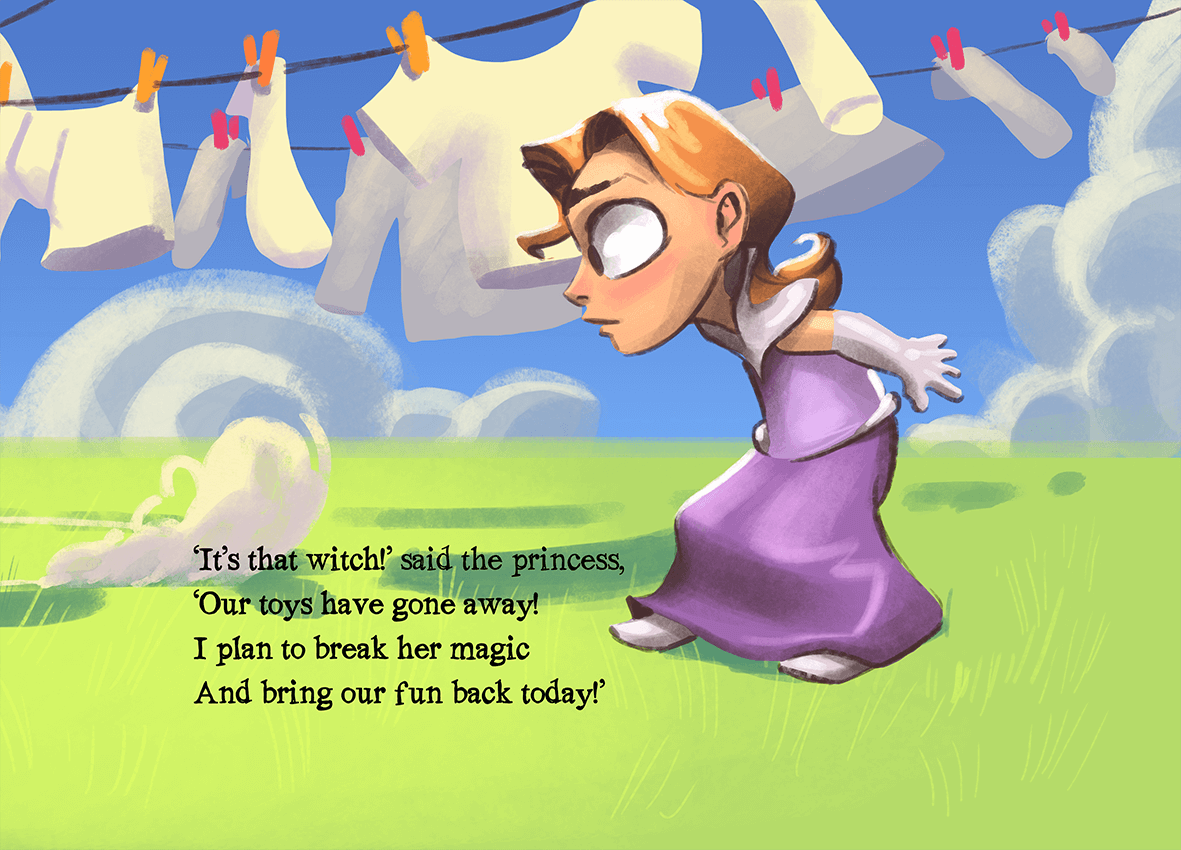 ‘It’s that witch!’ said the princess,
‘Our toys have gone away!
I plan to break her magic
And bring our fun back today!’